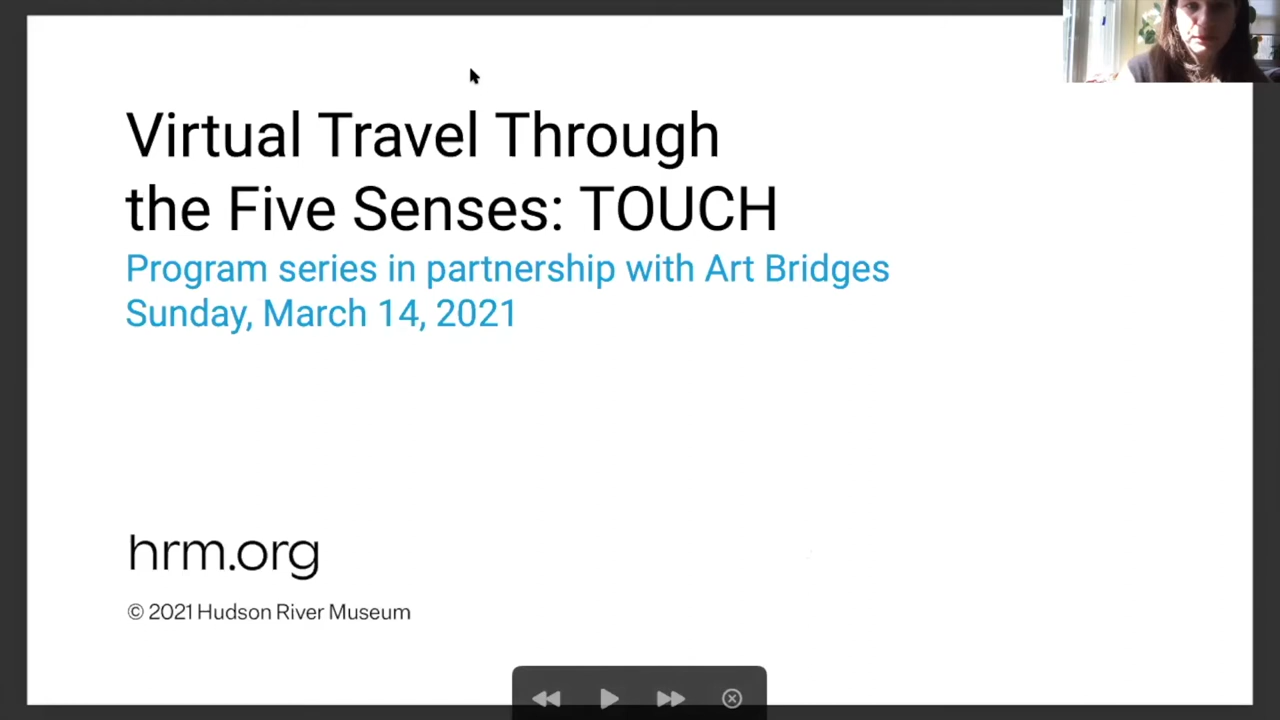 Virtual Travel Through
the Five Senses: TOUCH
Program series in partnership with Art Bridges
Sunday, March 14, 2021
hrm.org
© 2021 Hudson River Museum